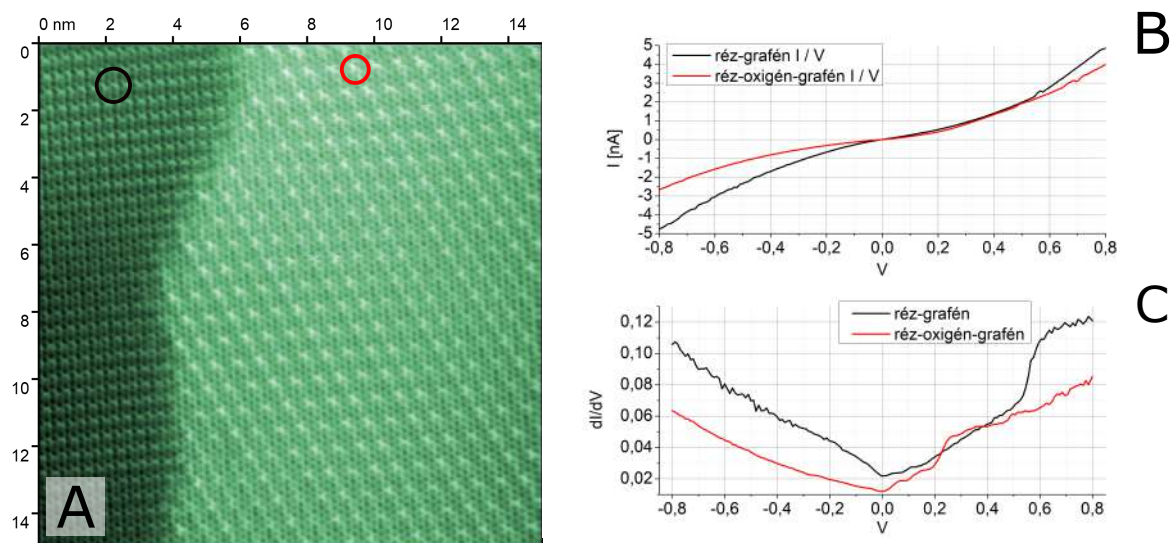 0 nm 2 4 6 8 10 12 14
0
2
4
6
8
10
12
14
A
B
réz-grafén I / V
réz-oxigén-grafén I / V
5
4
3
2
1
0
-1
-2
-3
-4
-5
I [nA]
-0,8 -0,6 -0,4 -0,2 0,0 0,2 0,4 0,6 0,8
V
C
réz-grafén
réz-oxigén-grafén
0,12
0,10
0,08
0,06
0,04
0,02
dI/dV
-0,8 -0,6 -0,4 -0,2 0,0 0,2 0,4 0,6 0,8
V